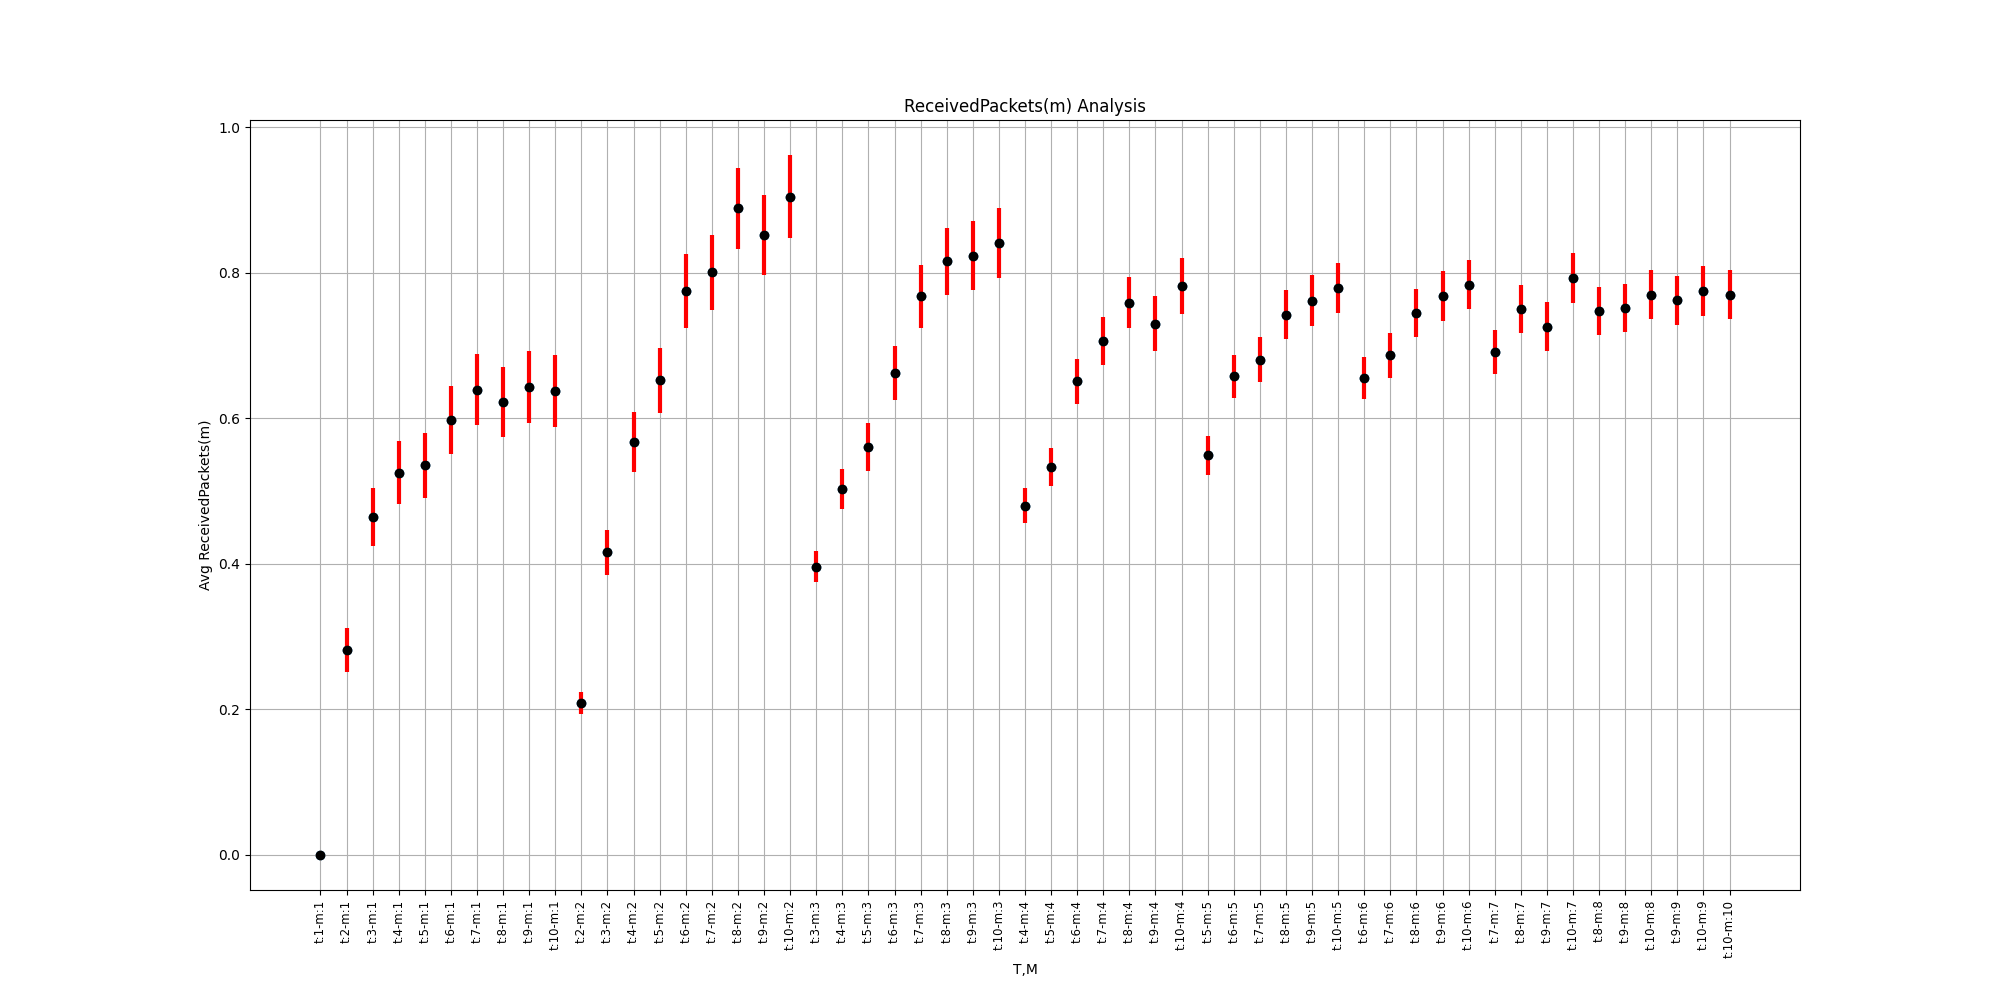 ReceivedPackets(m) Analysis
1.0
0.8
0.6
0.4
0.2
0.0
Avg ReceivedPackets(m)
t:1-m:1
t:2-m:1
t:3-m:1
t:4-m:1
t:5-m:1
t:6-m:1
t:7-m:1
t:8-m:1
t:9-m:1
t:10-m:1
t:2-m:2
t:3-m:2
t:4-m:2
t:5-m:2
t:6-m:2
t:7-m:2
t:8-m:2
t:9-m:2
t:10-m:2
t:3-m:3
t:4-m:3
t:5-m:3
t:6-m:3
t:7-m:3
t:8-m:3
t:9-m:3
t:10-m:3
t:4-m:4
t:5-m:4
t:6-m:4
t:7-m:4
t:8-m:4
t:9-m:4
t:10-m:4
t:5-m:5
t:6-m:5
t:7-m:5
t:8-m:5
t:9-m:5
t:10-m:5
t:6-m:6
t:7-m:6
t:8-m:6
t:9-m:6
t:10-m:6
t:7-m:7
t:8-m:7
t:9-m:7
t:10-m:7
t:8-m:8
t:9-m:8
t:10-m:8
t:9-m:9
t:10-m:9
t:10-m:10
T,M